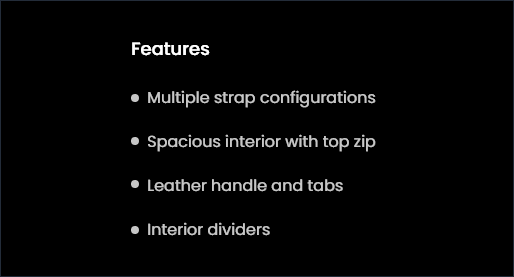 Features
Multiple strap configurations
Spacious interior with top zip
Leather handle and tabs
Interior dividers